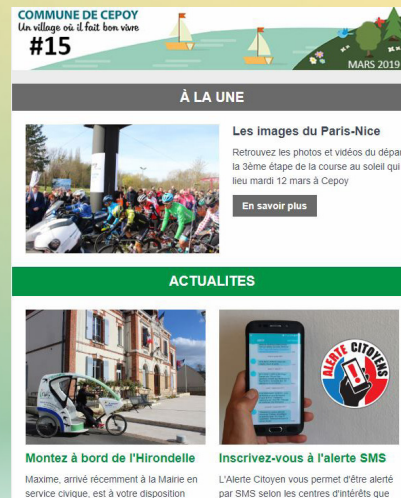 COMMUNE DE CEPOY
Un village où il fait bon vivre
#15
MARS 2019
À LA UNE
Les images du Paris-Nice
Retrouvez les photos et vidéos du dépar
la 3ème étape de la course au soleil qui
lieu mardi 12 mars à Cepoy
En savoir plus
ACTUALITES
ALERTE CITOYENS
Montez à bord de l'Hirondelle
Maxime, arrivé récemment à la Mairie en
service civique, est à votre disposition
Inscrivez-vous à l'alerte SMS
L'Alerte Citoyen vous permet d'être alerté
par SMS selon les centres d'intérêts que